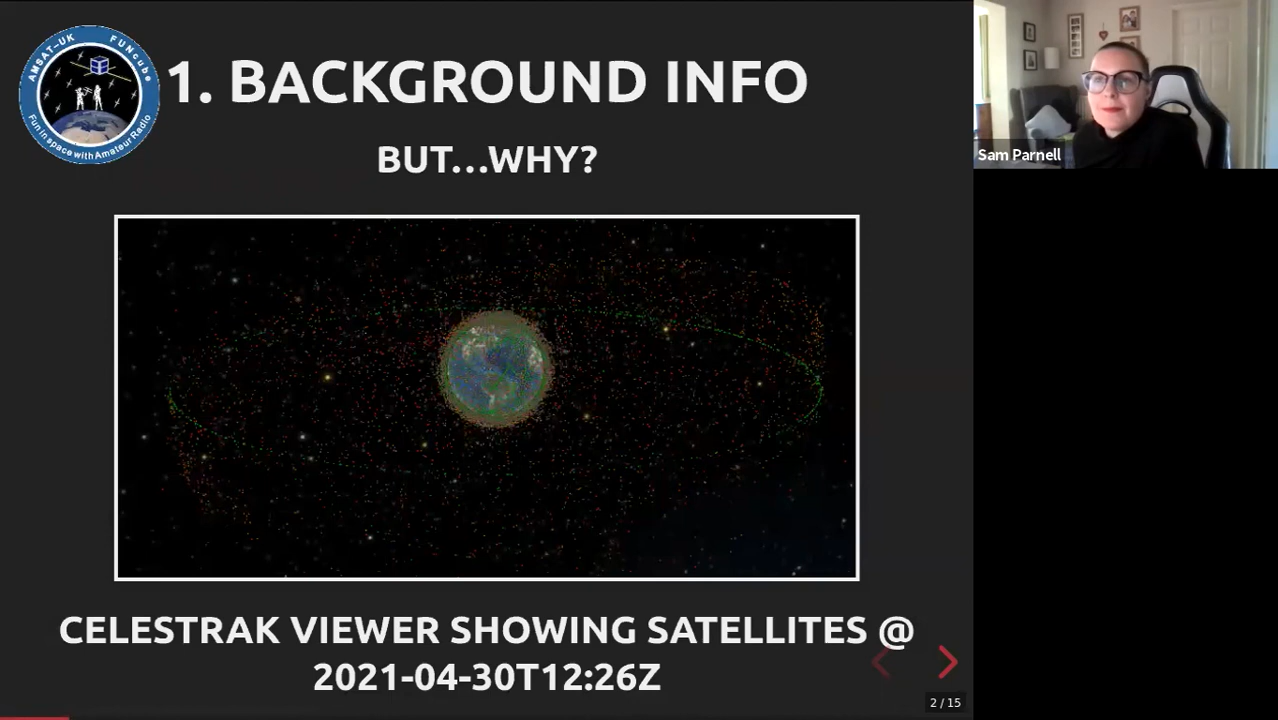 AMSAT-UK FUNcube
Fun in space with Amateur Radio
1. BACKGROUND INFO
BUT...WHY?
Sam Parnell
CELESTRAK VIEWER SHOWING SATELLITES @
2021-04-30T12:26Z
2 / 15